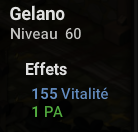 Gelano
Niveau 60
Effets
155 Vitalité
1 PA